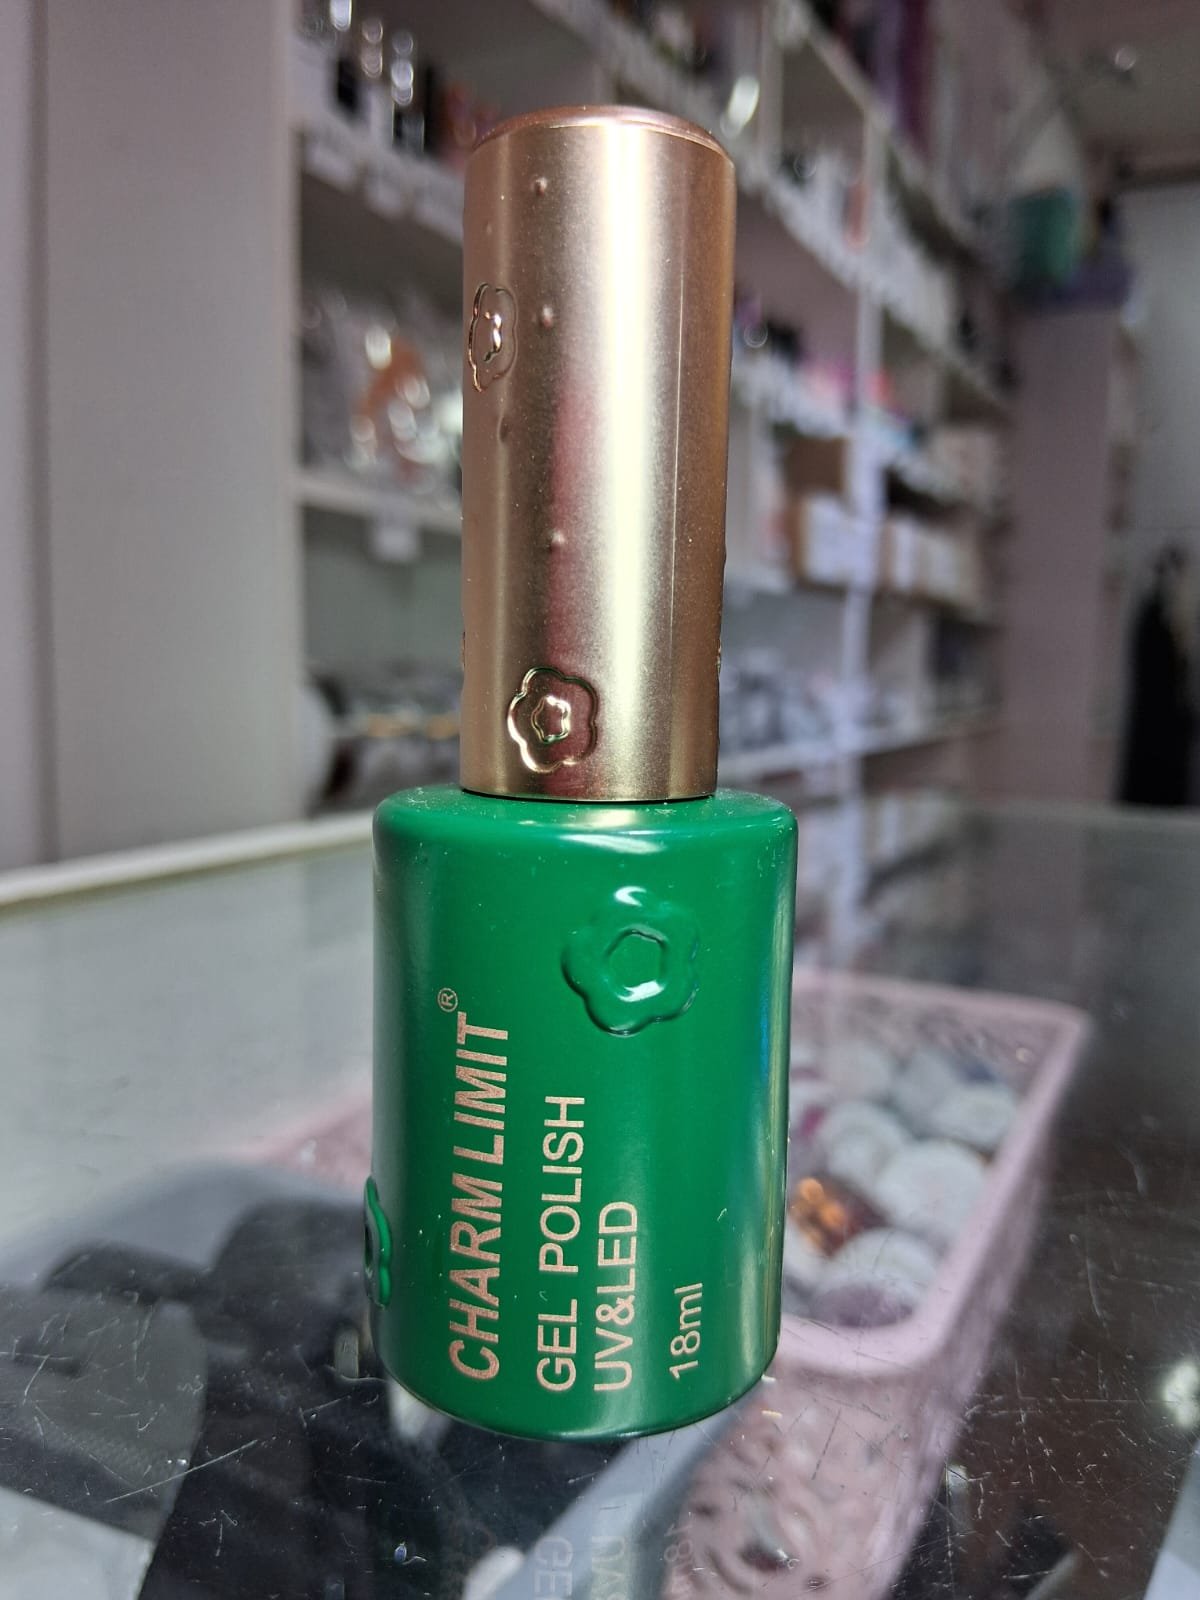 CHARM LIMIT®
GEL POLISH
UV&LED
18ml